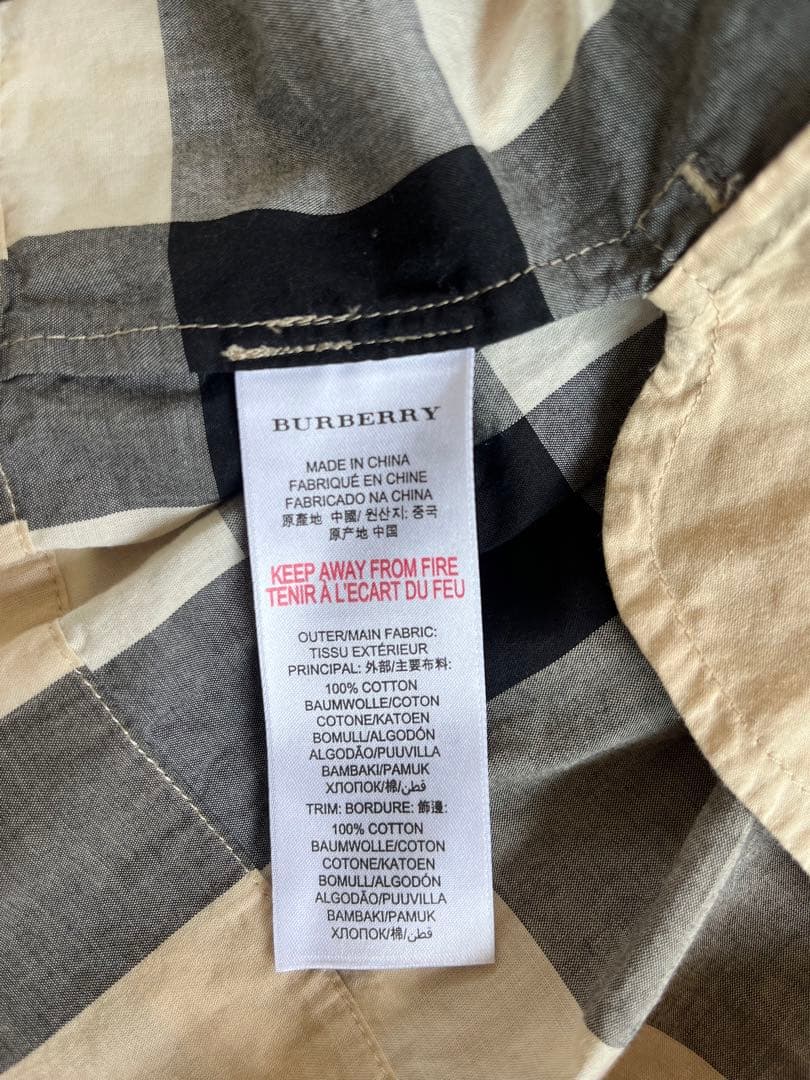 BURBERRY
MADE IN CHINA
FABRIQUÉ EN CHINE
FABRICADO NA CHINA
原產地 中國/ 원산지: 중국
原产地 中国
KEEP AWAY FROM FIRE
TENIR À L'ECART DU FEU
OUTER/MAIN FABRIC:
TISSU EXTÉRIEUR
PRINCIPAL: 外部/主要布料:
100% COTTON
BAUMWOLLE/COTON
COTONE/KATOEN
BOMULL/ALGODÓN
ALGODÃO/PUUVILLA
BAMBAKI/PAMUK
ХЛОПОК/棉/قطن
TRIM: BORDURE: 飾邊:
100% COTTON
BAUMWOLLE/COTON
COTONE/KATOEN
BOMULL/ALGODÓN
ALGODÃO/PUUVILLA
BAMBAKI/PAMUK
ХЛОПОК/棉/قطن